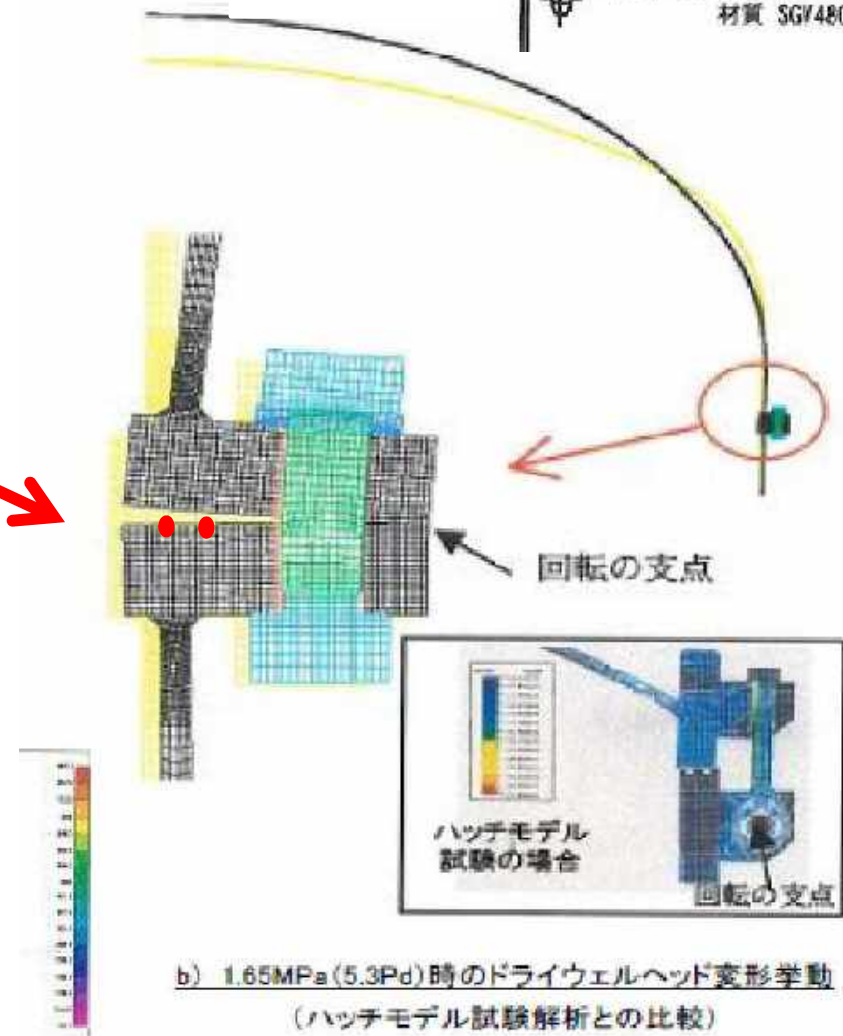 材質 SGV480
回転の支点
ハッチモデル
試験の場合
回転の支点
b) 1.65MPa(5.3Pd)時のドライウェルヘッド変形挙動
(ハッチモデル試験解析との比較)